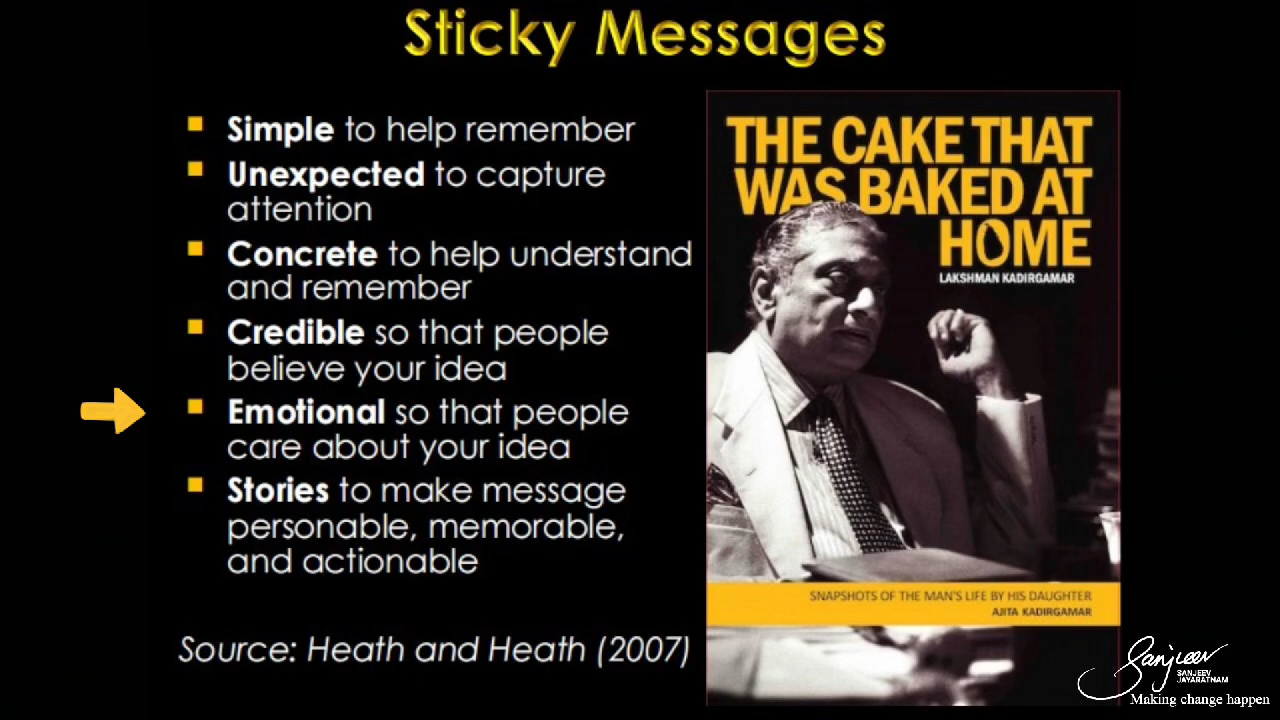 Sticky Messages
Simple to help remember
Unexpected to capture
attention
Concrete to help understand
and remember
Credible so that people
believe your idea
Emotional so that people
care about your idea
Stories to make message
personable, memorable,
and actionable
Source: Heath and Heath (2007)
THE CAKE THAT
WAS BAKED AT
HOME
LAKSHMAN KADIRGAMAR
SNAPSHOTS OF THE MAN'S LIFE BY HIS DAUGHTER
AJITA KADIRGAMAR
Sanjeev
SANJEEV
JAYARATNAM
Making change happen